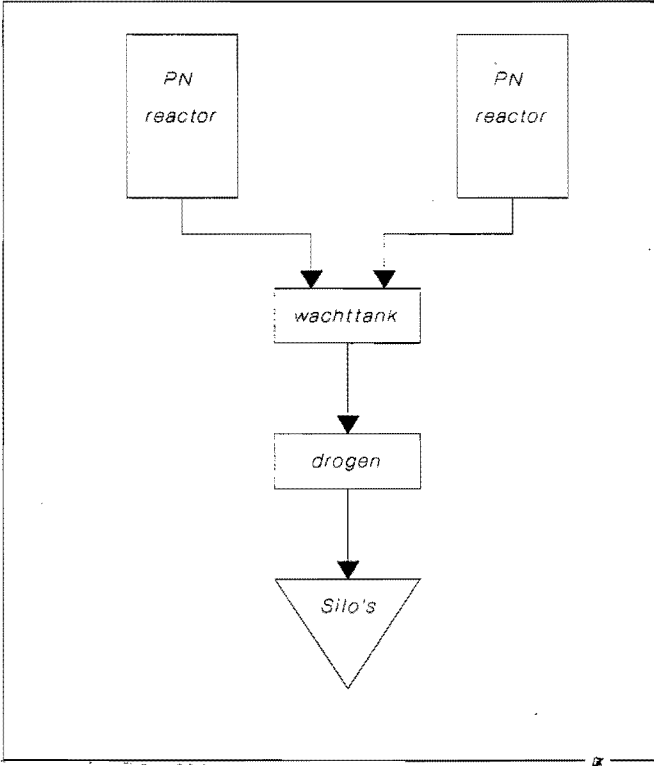 PN
reactor
PN
reactor
wachttank
drogen
Silo's